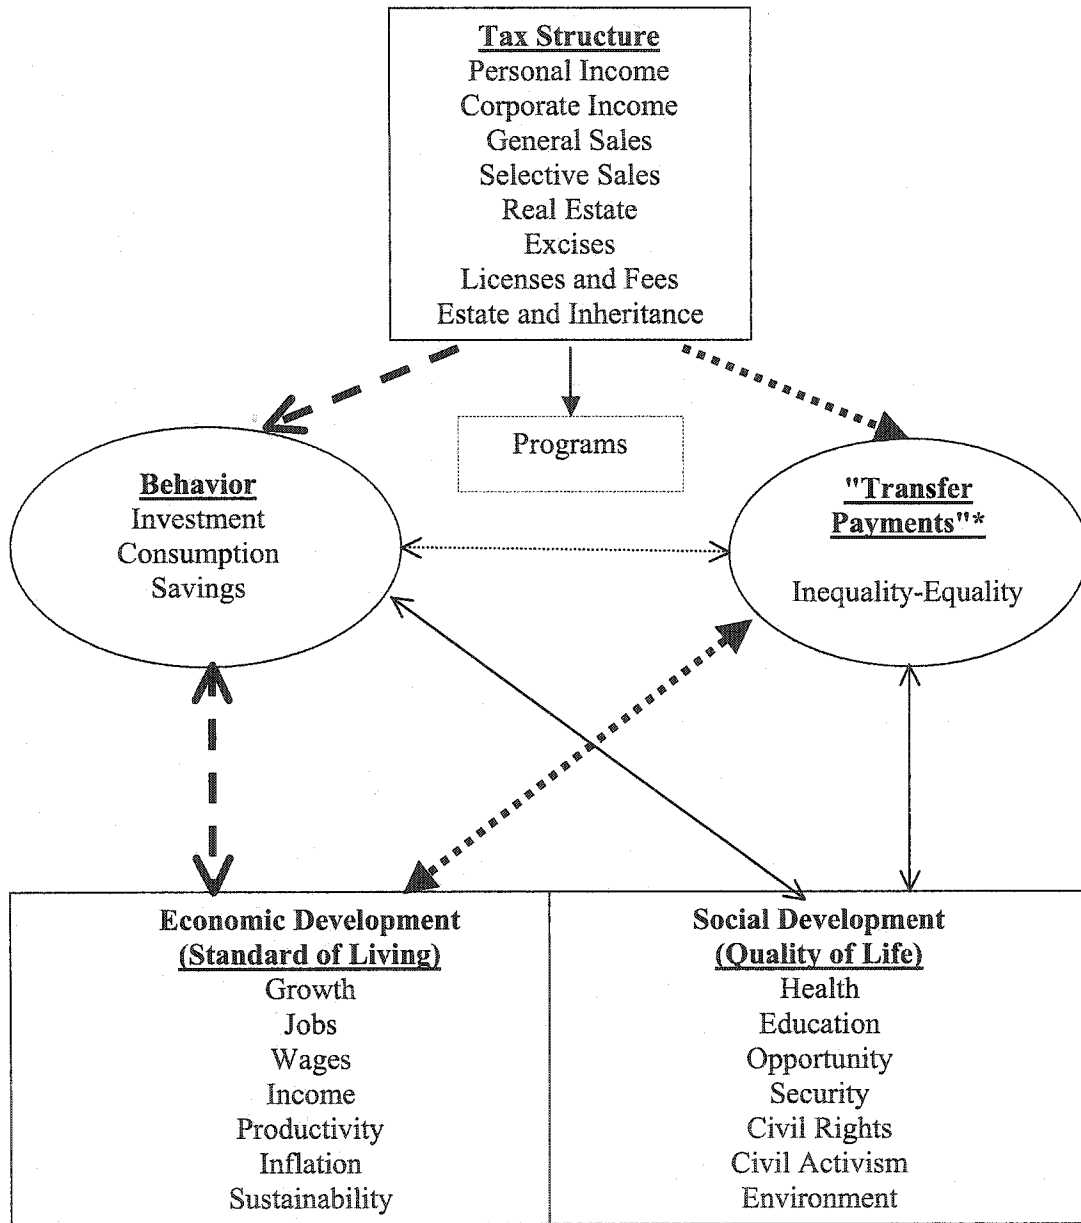 Tax Structure
Personal Income
Corporate Income
General Sales
Selective Sales
Real Estate
Excises
Licenses and Fees
Estate and Inheritance
Programs
Behavior
Investment
Consumption
Savings
"Transfer
Payments"*
Inequality-Equality
Economic Development
(Standard of Living)
Growth
Jobs
Wages
Income
Productivity
Inflation
Sustainability
Social Development
(Quality of Life)
Health
Education
Opportunity
Security
Civil Rights
Civil Activism
Environment